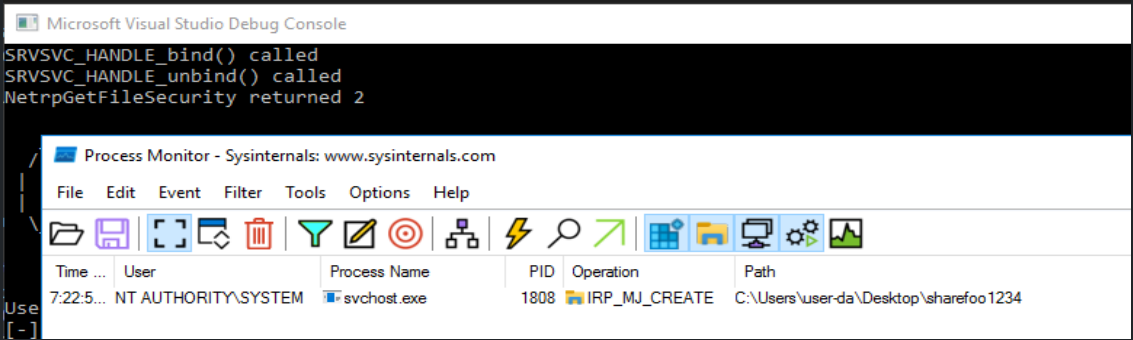 Microsoft Visual Studio Debug Console
SRVSVC_HANDLE_bind() called
SRVSVC_HANDLE_unbind() called
NetrpGetFileSecurity returned 2
Process Monitor - Sysinternals: www.sysinternals.com
File Edit Event Filter Tools Options Help
Time ... User Process Name PID Operation Path
7:22:5... NT AUTHORITY\SYSTEM svchost.exe 1808 IRP_MJ_CREATE C:\Users\user-da\Desktop\sharefoo1234
Use
[-]